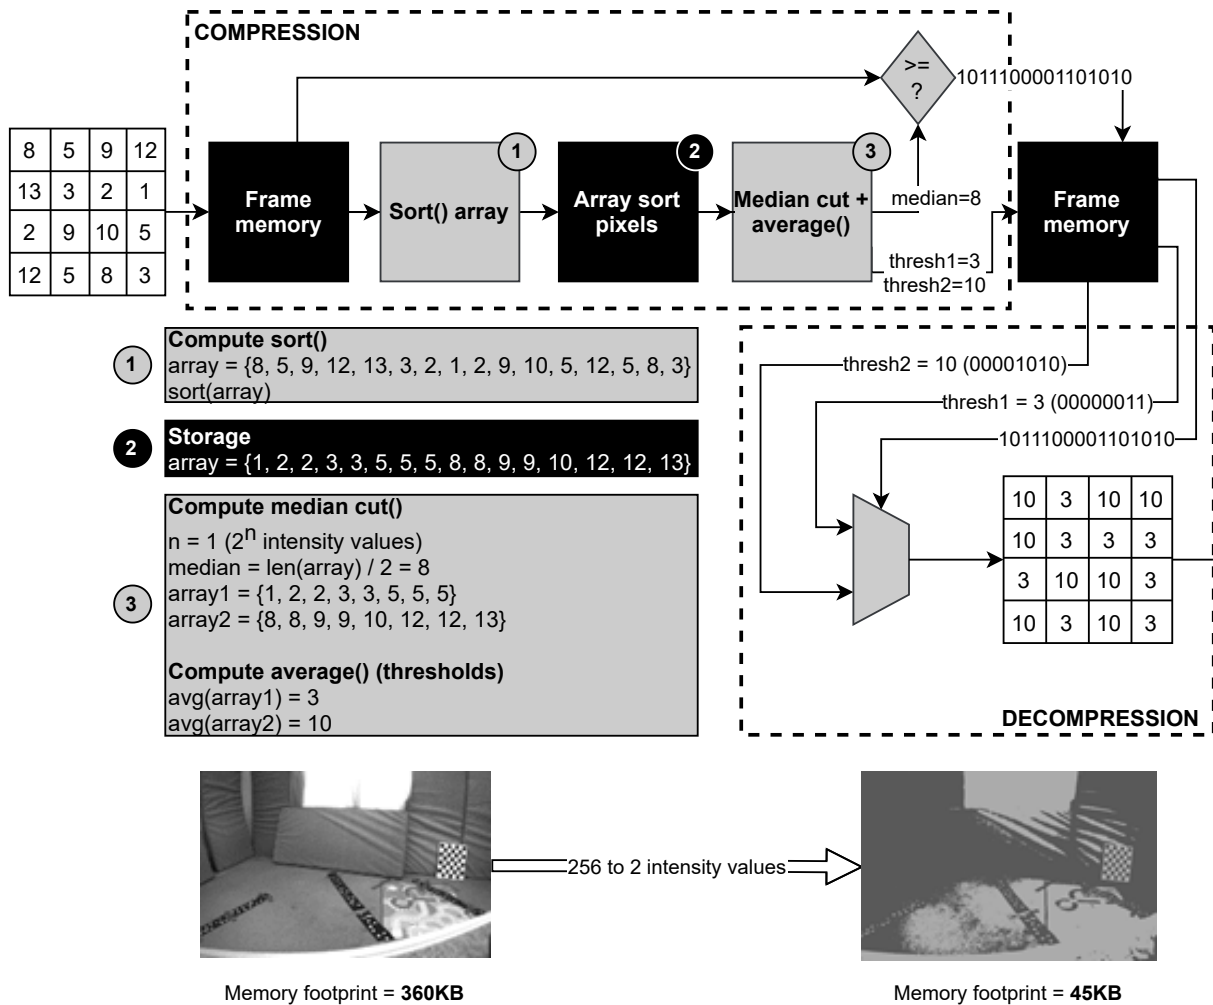 COMPRESSION
>=
?
1011100001101010
8 5 9 12
13 3 2 1
2 9 10 5
12 5 8 3
Frame
memory
1
Sort() array
2
Array sort
pixels
3
Median cut +
average()
median=8
thresh1=3
thresh2=10
Frame
memory
1
Compute sort()
array = {8, 5, 9, 12, 13, 3, 2, 1, 2, 9, 10, 5, 12, 5, 8, 3}
sort(array)
2
Storage
array = {1, 2, 2, 3, 3, 5, 5, 5, 8, 8, 9, 9, 10, 12, 12, 13}
3
Compute median cut()
n = 1 (2^n intensity values)
median = len(array) / 2 = 8
array1 = {1, 2, 2, 3, 3, 5, 5, 5}
array2 = {8, 8, 9, 9, 10, 12, 12, 13}
Compute average() (thresholds)
avg(array1) = 3
avg(array2) = 10
thresh2 = 10 (00001010)
thresh1 = 3 (00000011)
1011100001101010
10 3 10 10
10 3 3 3
3 10 10 3
10 3 10 3
DECOMPRESSION
256 to 2 intensity values
Memory footprint = 360KB
Memory footprint = 45KB